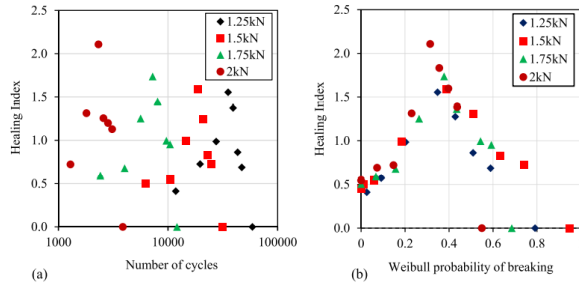 2.5
2.0
1.5
1.0
0.5
0.0
Healing Index
1000
10000
100000
Number of cycles
(a)
1.25kN
1.5kN
1.75kN
2kN
2.5
2.0
1.5
1.0
0.5
0.0
Healing Index
0
0.2
0.4
0.6
0.8
Weibull probability of breaking
(b)
1.25kN
1.5kN
1.75kN
2kN